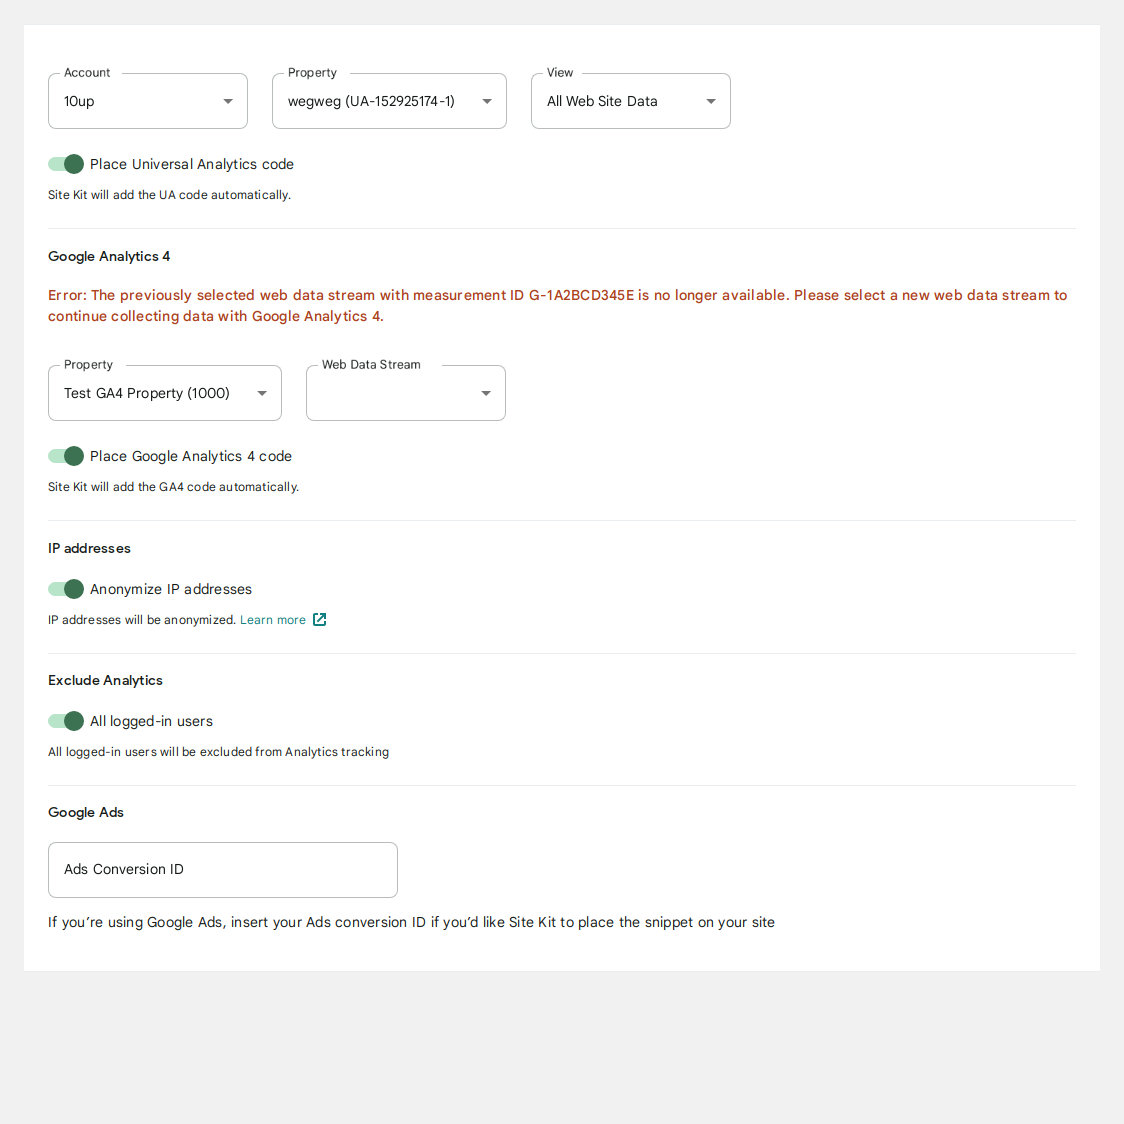 Account
Property
View
10up
wegweg (UA-152925174-1)
All Web Site Data
Place Universal Analytics code
Site Kit will add the UA code automatically.
Google Analytics 4
Error: The previously selected web data stream with measurement ID G-1A2BCD345E is no longer available. Please select a new web data stream to
continue collecting data with Google Analytics 4.
Property
Web Data Stream
Test GA4 Property (1000)
Place Google Analytics 4 code
Site Kit will add the GA4 code automatically.
IP addresses
Anonymize IP addresses
IP addresses will be anonymized. Learn more
Exclude Analytics
All logged-in users
All logged-in users will be excluded from Analytics tracking
Google Ads
Ads Conversion ID
If you’re using Google Ads, insert your Ads conversion ID if you’d like Site Kit to place the snippet on your site